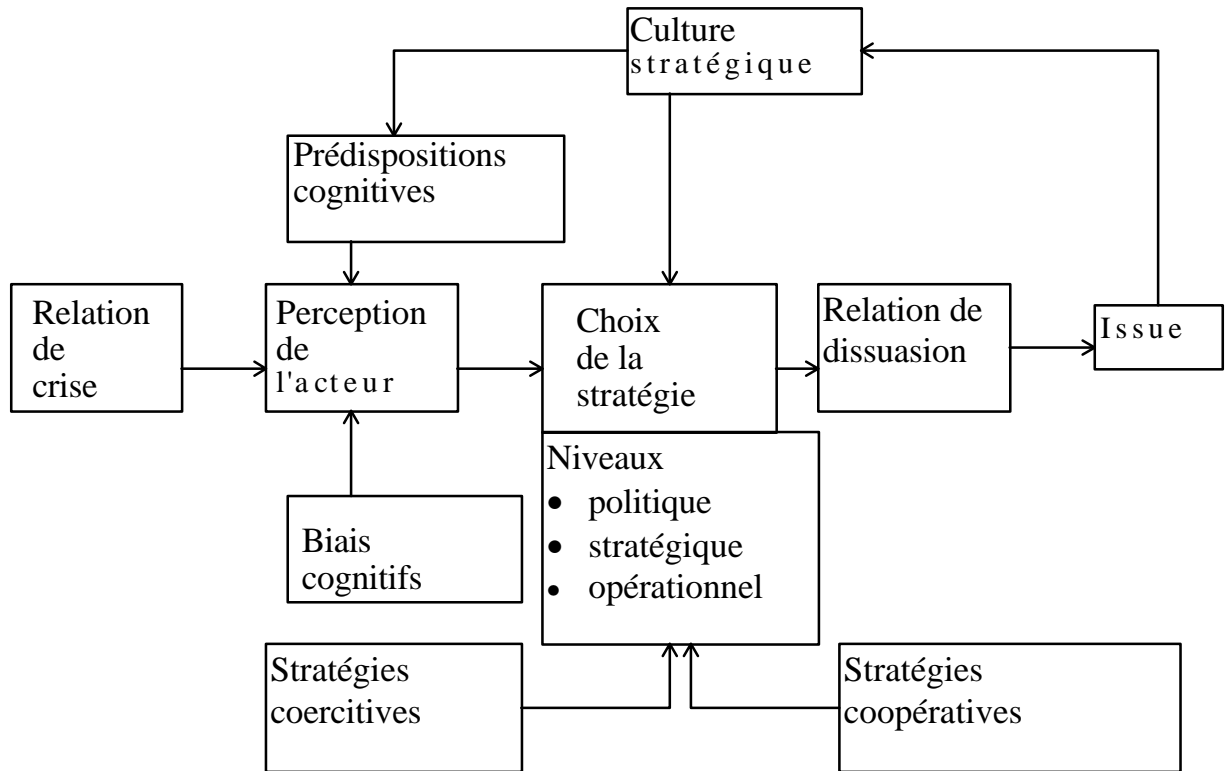 Culture
stratégique
Prédispositions
cognitives
Relation
de
crise
Perception
de
l'acteur
Choix
de la
stratégie
Relation de
dissuasion
Issue
Niveaux
• politique
• stratégique
• opérationnel
Biais
cognitifs
Stratégies
coercitives
Stratégies
coopératives